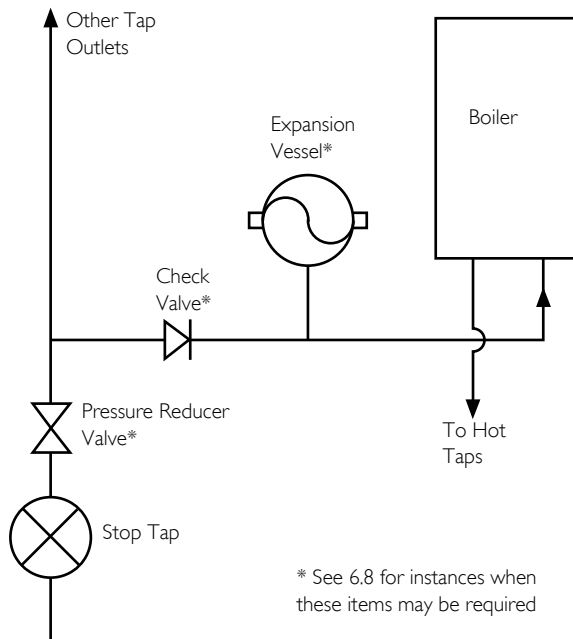 Other Tap
Outlets
Boiler
Expansion
Vessel*
Check
Valve*
Pressure Reducer
Valve*
To Hot
Taps
Stop Tap
* See 6.8 for instances when
these items may be required